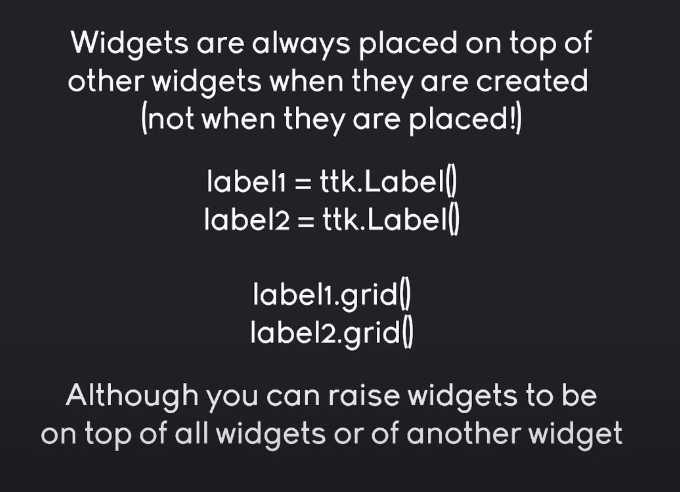 Widgets are always placed on top of
other widgets when they are created
(not when they are placed!)
label1 = ttk.Label()
label2 = ttk.Label()
label1.grid()
label2.grid()
Although you can raise widgets to be
on top of all widgets or of another widget